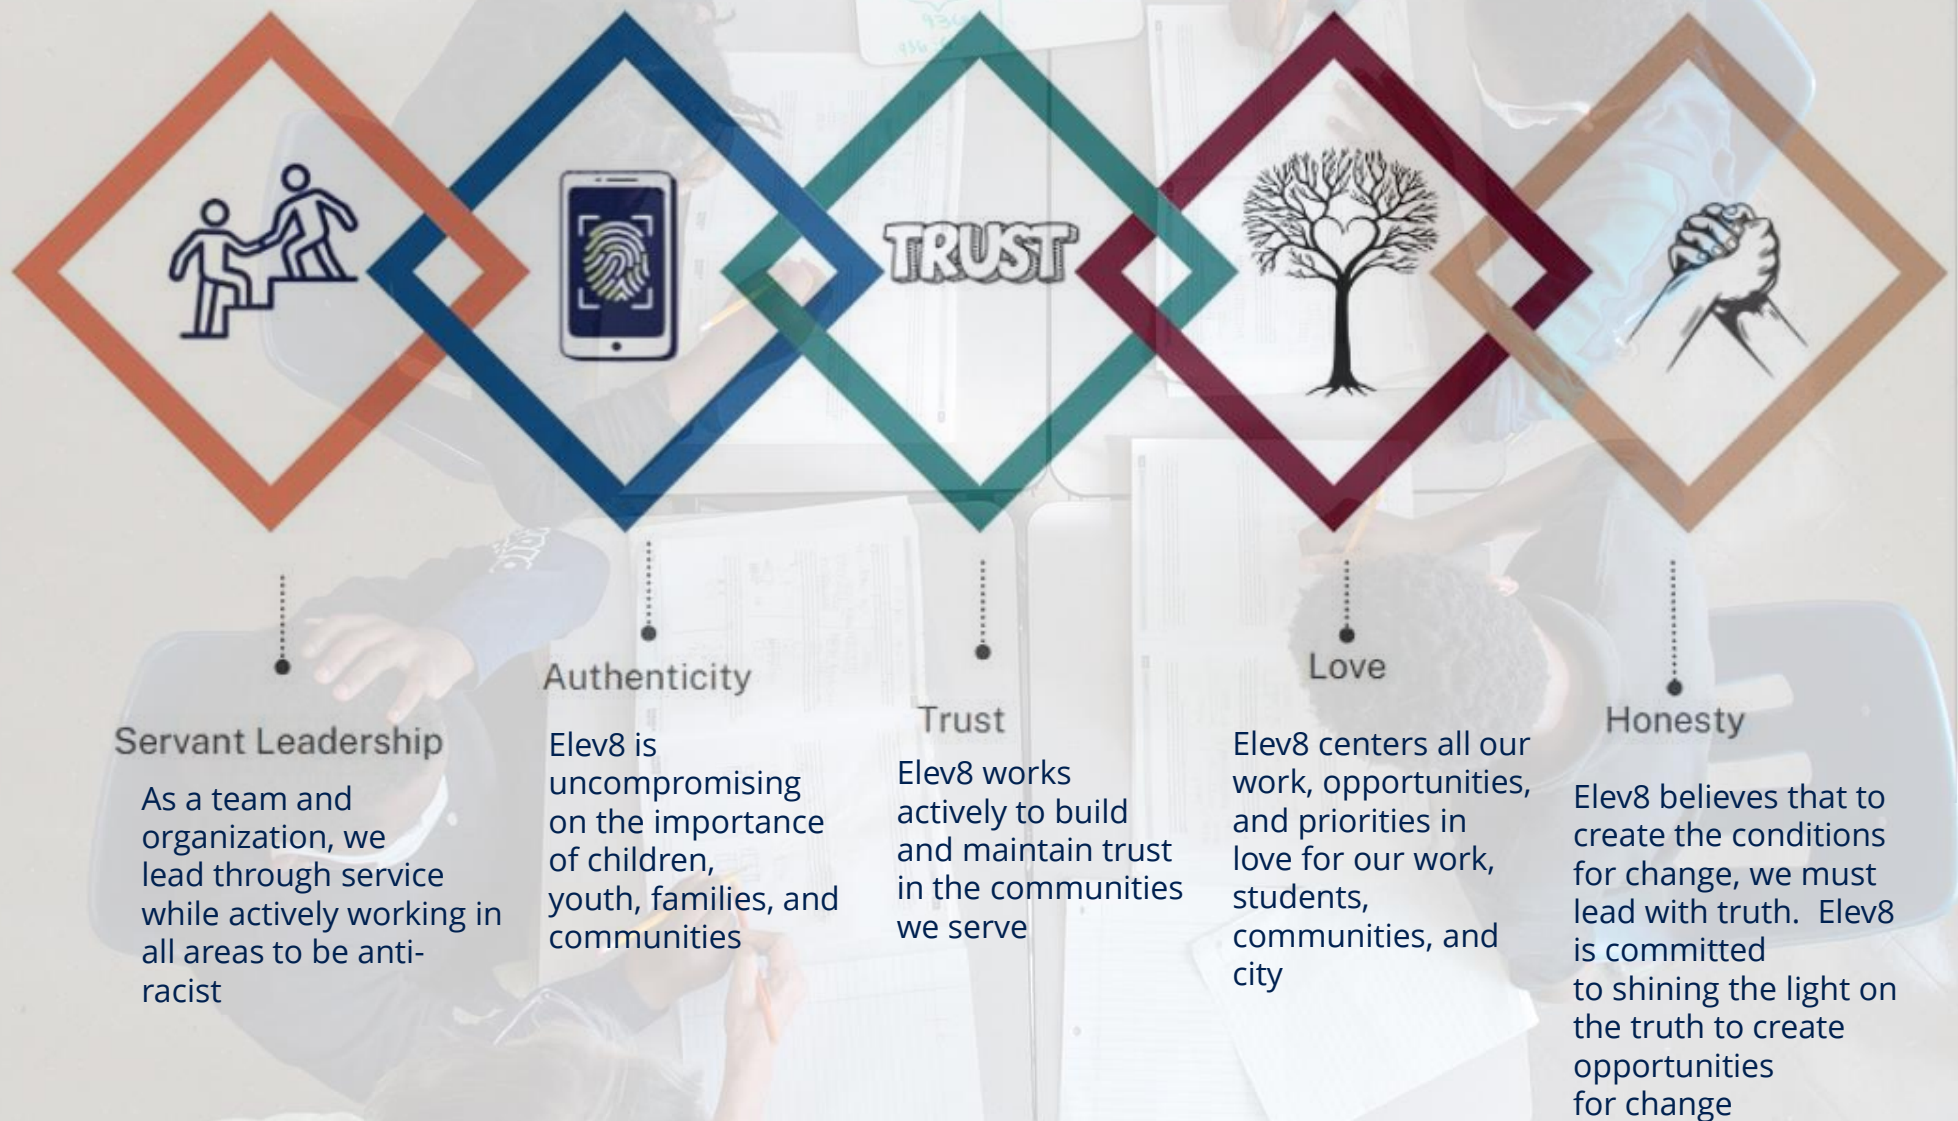 TRUST
Servant Leadership
As a team and
organization, we
lead through service
while actively working in
all areas to be anti-
racist
Authenticity
Elev8 is
uncompromising
on the importance
of children,
youth, families, and
communities
Trust
Elev8 works
actively to build
and maintain trust
in the communities
we serve
Love
Elev8 centers all our
work, opportunities,
and priorities in
love for our work,
students,
communities, and
city
Honesty
Elev8 believes that to
create the conditions
for change, we must
lead with truth.  Elev8
is committed
to shining the light on
the truth to create
opportunities
for change